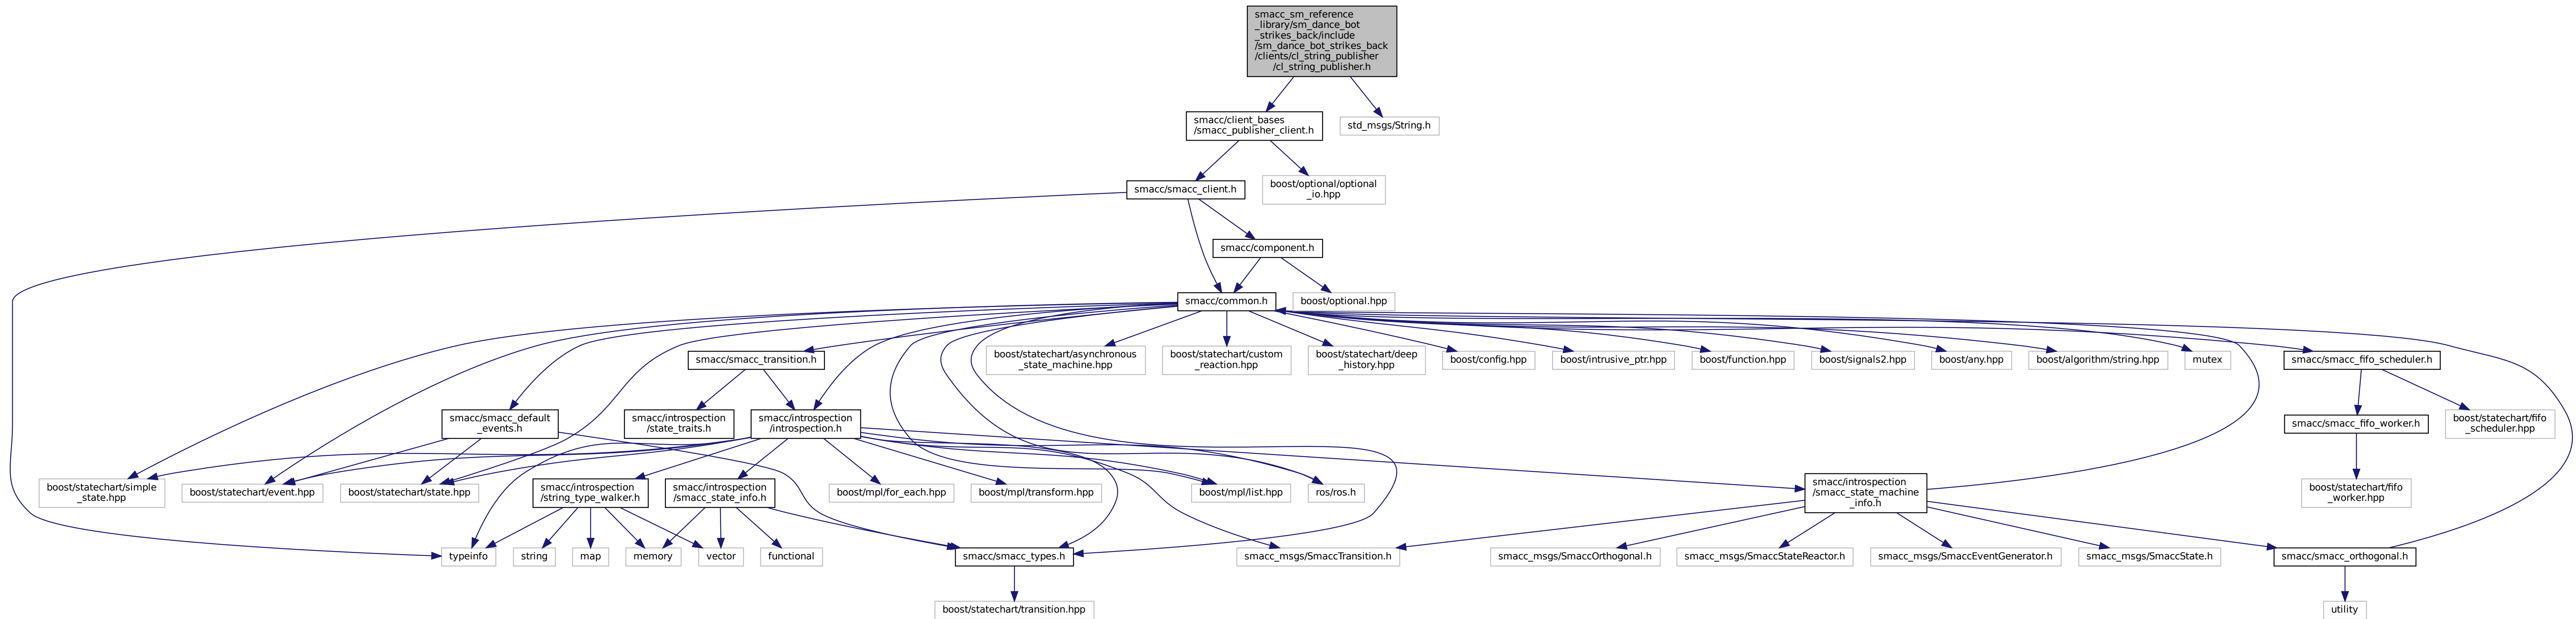 smacc_sm_reference
_library/sm_dance_bot
_strikes_back/include
/sm_dance_bot_strikes_back
/clients/cl_string_publisher
/cl_string_publisher.h
smacc/client_bases
/smacc_publisher_client.h
std_msgs/String.h
smacc/smacc_client.h
boost/optional/optional
_io.hpp
smacc/component.h
smacc/common.h
boost/optional.hpp
smacc/smacc_transition.h
boost/statechart/asynchronous
_state_machine.hpp
boost/statechart/custom
_reaction.hpp
boost/statechart/deep
_history.hpp
boost/config.hpp
boost/intrusive_ptr.hpp
boost/function.hpp
boost/signals2.hpp
boost/any.hpp
boost/algorithm/string.hpp
mutex
smacc/smacc_fifo_scheduler.h
smacc/smacc_default
_events.h
smacc/introspection
/state_traits.h
smacc/introspection
/introspection.h
smacc/smacc_fifo_worker.h
boost/statechart/fifo
_scheduler.hpp
boost/statechart/simple
_state.hpp
boost/statechart/event.hpp
boost/statechart/state.hpp
smacc/introspection
/string_type_walker.h
smacc/introspection
/smacc_state_info.h
boost/mpl/for_each.hpp
boost/mpl/transform.hpp
boost/mpl/list.hpp
ros/ros.h
smacc/introspection
/smacc_state_machine
_info.h
boost/statechart/fifo
_worker.hpp
typeinfo
string
map
memory
vector
functional
smacc/smacc_types.h
smacc_msgs/SmaccTransition.h
smacc_msgs/SmaccOrthogonal.h
smacc_msgs/SmaccStateReactor.h
smacc_msgs/SmaccEventGenerator.h
smacc_msgs/SmaccState.h
smacc/smacc_orthogonal.h
boost/statechart/transition.hpp
utility